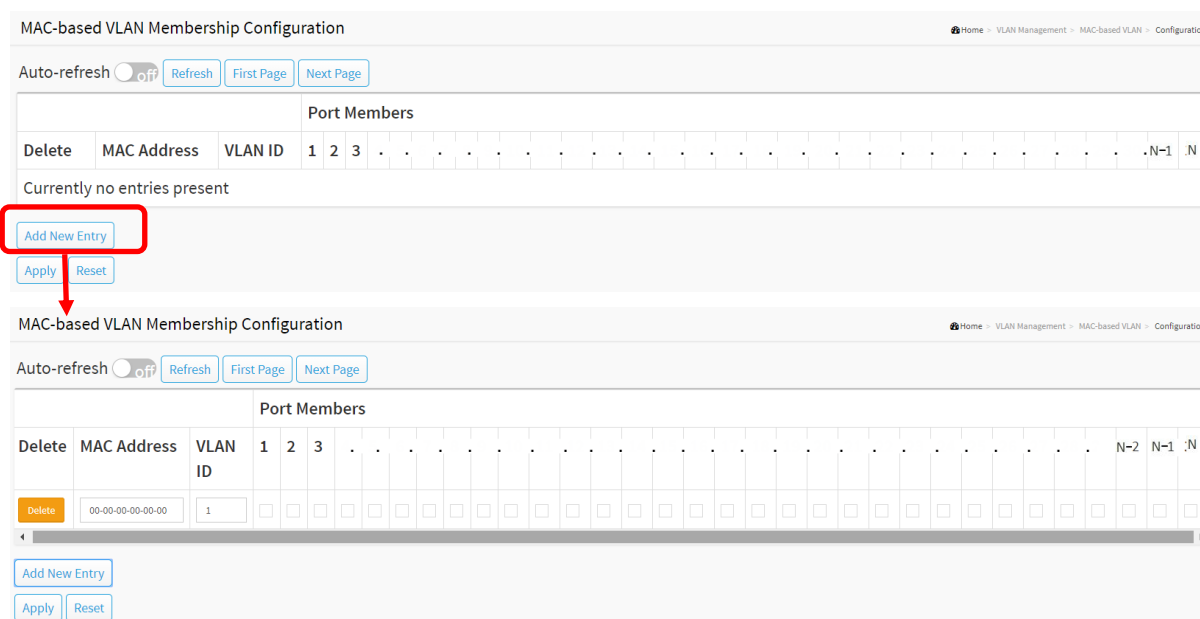 MAC-based VLAN Membership Configuration
Home > VLAN Management > MAC-based VLAN > Configuratio
Auto-refresh off Refresh First Page Next Page
Port Members
Delete MAC Address VLAN ID 1 2 3 . . . . . . . . . . . . . . . . . . . . . . . . . . . N-1 .N
Currently no entries present
Add New Entry
Apply Reset
MAC-based VLAN Membership Configuration
Home > VLAN Management > MAC-based VLAN > Configuratio
Auto-refresh off Refresh First Page Next Page
Port Members
Delete MAC Address VLAN 1 2 3 . . . . . . . . . . . . . . . . . . . . . . . . . N-2 N-1 :N
ID
Delete 00-00-00-00-00-00 1
Add New Entry
Apply Reset